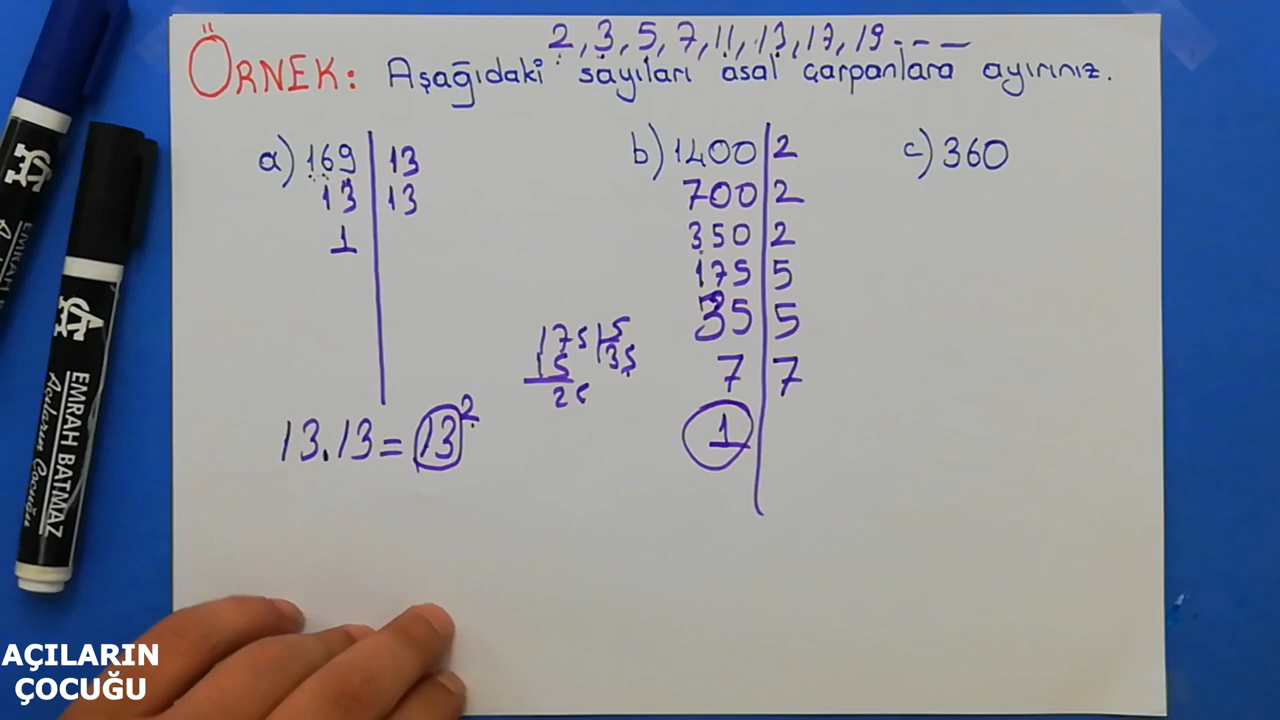 2, 3, 5, 7, 11, 13, 17, 19 - - -
ÖRNEK: Aşağıdaki sayıları asal çarpanlara ayırınız.
a) 169 | 13
13 | 13
1
13.13 = 13²
175 | 5
15 | 35
b) 1400 | 2
700 | 2
350 | 2
175 | 5
35 | 5
7 | 7
1
c) 360
EMRAH BATMAZ
Açıların Çocuğu
EMRAH
AÇILARIN
ÇOCUĞU